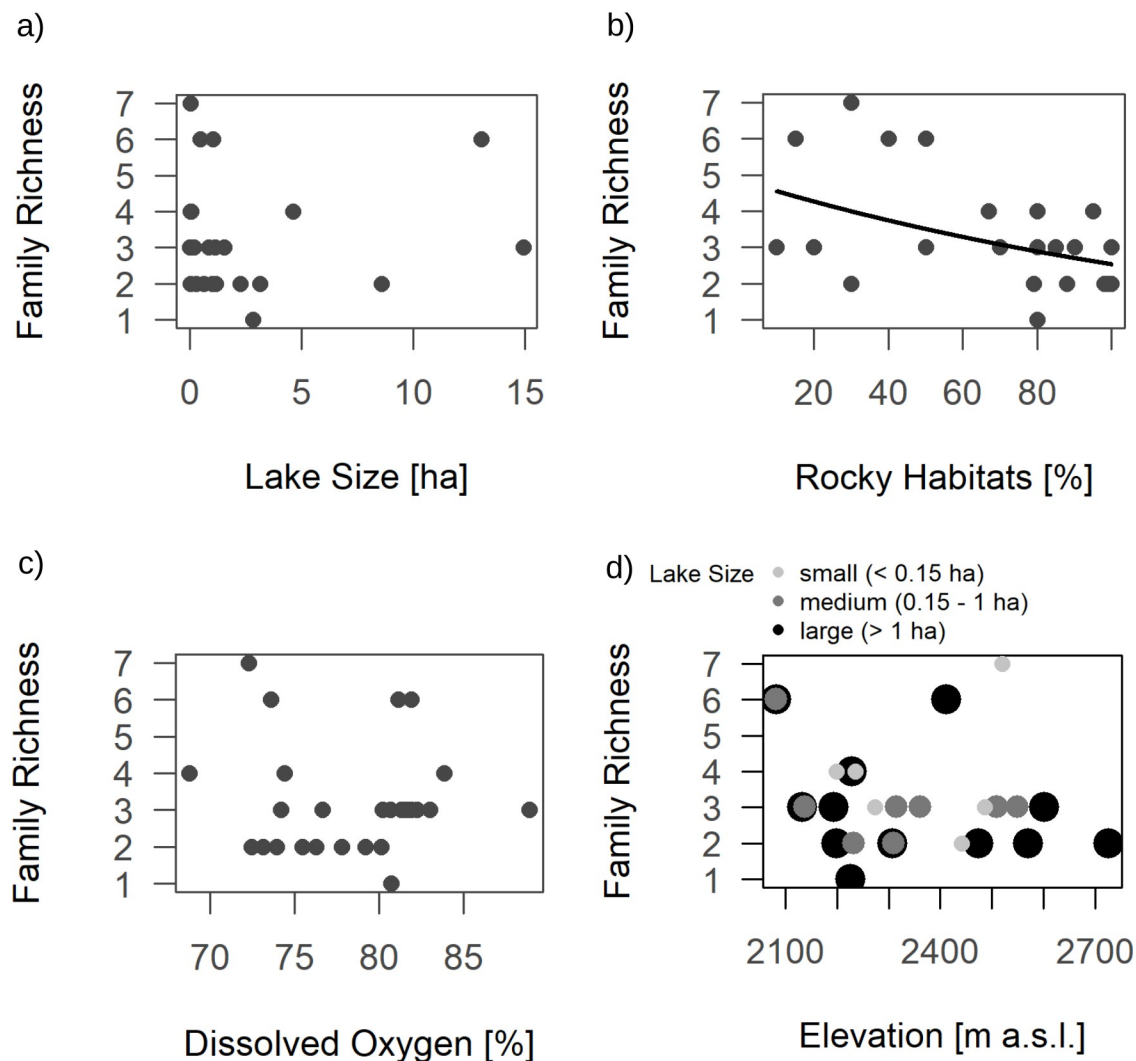 a)
Family Richness
7
6
5
4
3
2
1
0 5 10 15
Lake Size [ha]
b)
Family Richness
7
6
5
4
3
2
1
20 40 60 80
Rocky Habitats [%]
c)
Family Richness
7
6
5
4
3
2
1
70 75 80 85
Dissolved Oxygen [%]
d)
Lake Size
small (< 0.15 ha)
medium (0.15 - 1 ha)
large (> 1 ha)
Family Richness
7
6
5
4
3
2
1
2100 2400 2700
Elevation [m a.s.l.]